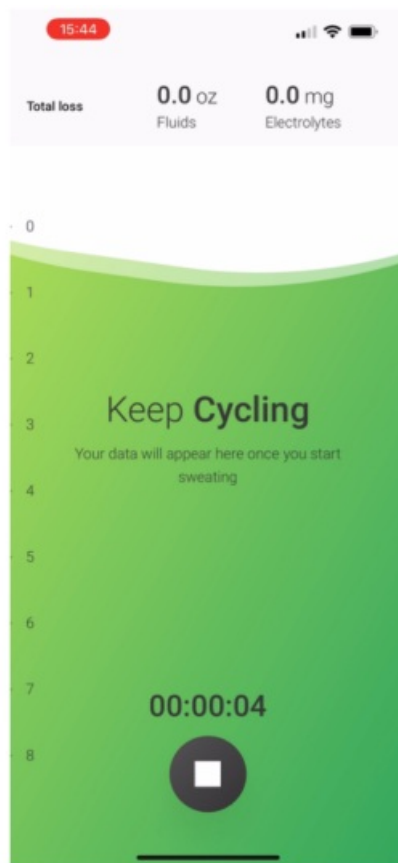 15:44
Total loss
0.0 oz
Fluids
0.0 mg
Electrolytes
0
1
2
3
4
5
6
7
8
Keep Cycling
Your data will appear here once you start
sweating
00:00:04